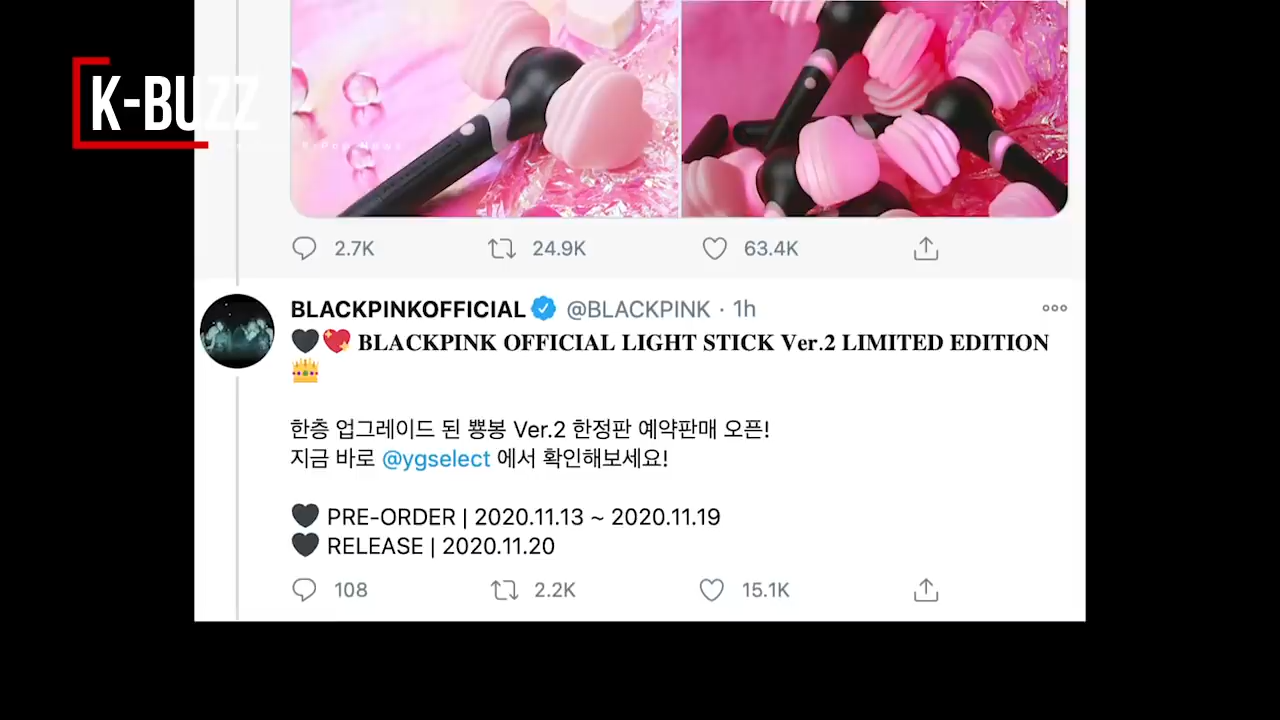 K-BUZZ
K-Pop News
2.7K 24.9K 63.4K
BLACKPINKOFFICIAL @BLACKPINK · 1h
🖤💖 BLACKPINK OFFICIAL LIGHT STICK Ver.2 LIMITED EDITION
👑
한층 업그레이드 된 뿅봉 Ver.2 한정판 예약판매 오픈!
지금 바로 @ygselect 에서 확인해보세요!
🖤 PRE-ORDER | 2020.11.13 ~ 2020.11.19
🖤 RELEASE | 2020.11.20
108 2.2K 15.1K